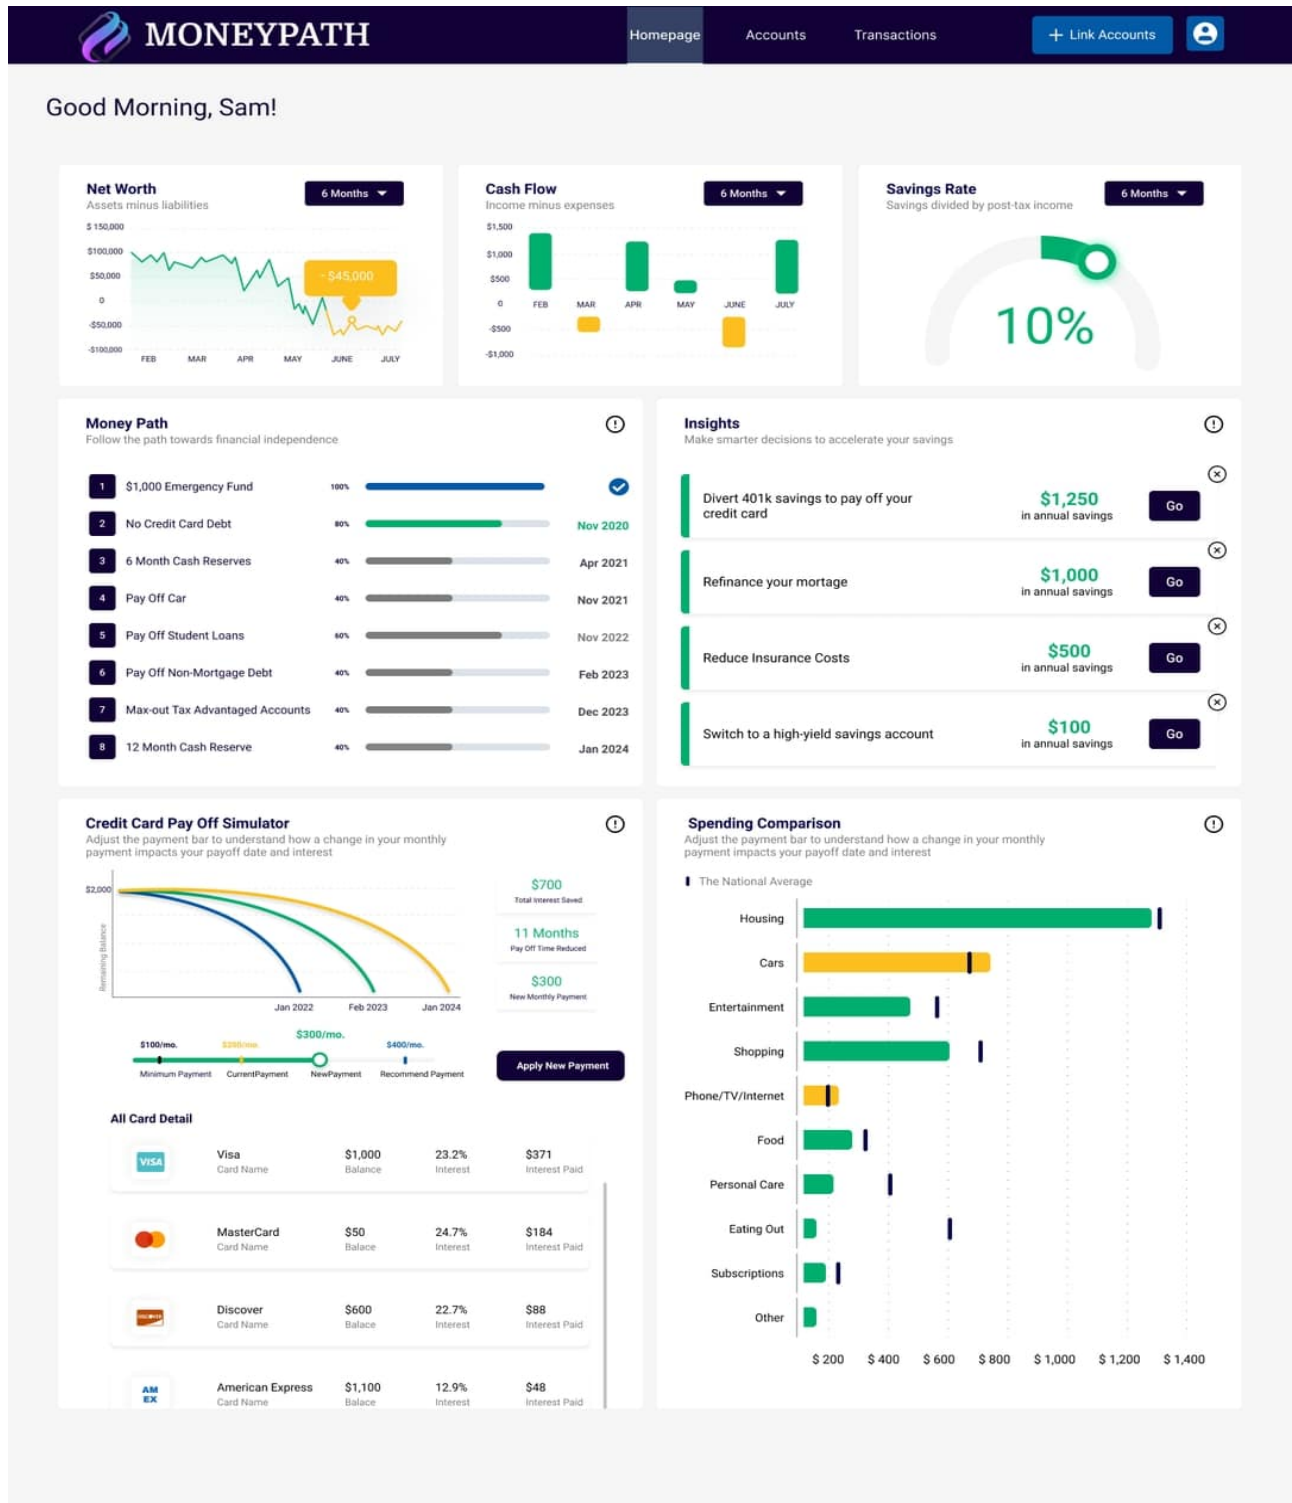 MONEYPATH
Homepage
Accounts
Transactions
+ Link Accounts
Good Morning, Sam!
Net Worth
Assets minus liabilities
6 Months
$ 150,000
$100,000
$50,000
0
-$50,000
-$100,000
- $45,000
FEB MAR APR MAY JUNE JULY
Cash Flow
Income minus expenses
6 Months
$1,500
$1,000
$500
0
-$500
-$1,000
FEB MAR APR MAY JUNE JULY
Savings Rate
Savings divided by post-tax income
6 Months
10%
Money Path
Follow the path towards financial independence
1 $1,000 Emergency Fund 100%
2 No Credit Card Debt 80% Nov 2020
3 6 Month Cash Reserves 40% Apr 2021
4 Pay Off Car 40% Nov 2021
5 Pay Off Student Loans 60% Nov 2022
6 Pay Off Non-Mortgage Debt 40% Feb 2023
7 Max-out Tax Advantaged Accounts 40% Dec 2023
8 12 Month Cash Reserve 40% Jan 2024
Insights
Make smarter decisions to accelerate your savings
Divert 401k savings to pay off your
credit card
$1,250
in annual savings
Go
Refinance your mortage
$1,000
in annual savings
Go
Reduce Insurance Costs
$500
in annual savings
Go
Switch to a high-yield savings account
$100
in annual savings
Go
Credit Card Pay Off Simulator
Adjust the payment bar to understand how a change in your monthly
payment impacts your payoff date and interest
$2,000
Remaining Balance
Jan 2022 Feb 2023 Jan 2024
$700
Total Interest Saved
11 Months
Pay Off Time Reduced
$300
New Monthly Payment
$300/mo.
$100/mo. $250/mo. $400/mo.
Minimum Payment CurrentPayment NewPayment Recommend Payment
Apply New Payment
All Card Detail
VISA
Visa $1,000 23.2% $371
Card Name Balance Interest Interest Paid
MasterCard $50 24.7% $184
Card Name Balace Interest Interest Paid
DISCOVER
Discover $600 22.7% $88
Card Name Balace Interest Interest Paid
AM
EX
American Express $1,100 12.9% $48
Card Name Balace Interest Interest Paid
Spending Comparison
Adjust the payment bar to understand how a change in your monthly
payment impacts your payoff date and interest
The National Average
Housing
Cars
Entertainment
Shopping
Phone/TV/Internet
Food
Personal Care
Eating Out
Subscriptions
Other
$ 200 $ 400 $ 600 $ 800 $ 1,000 $ 1,200 $ 1,400